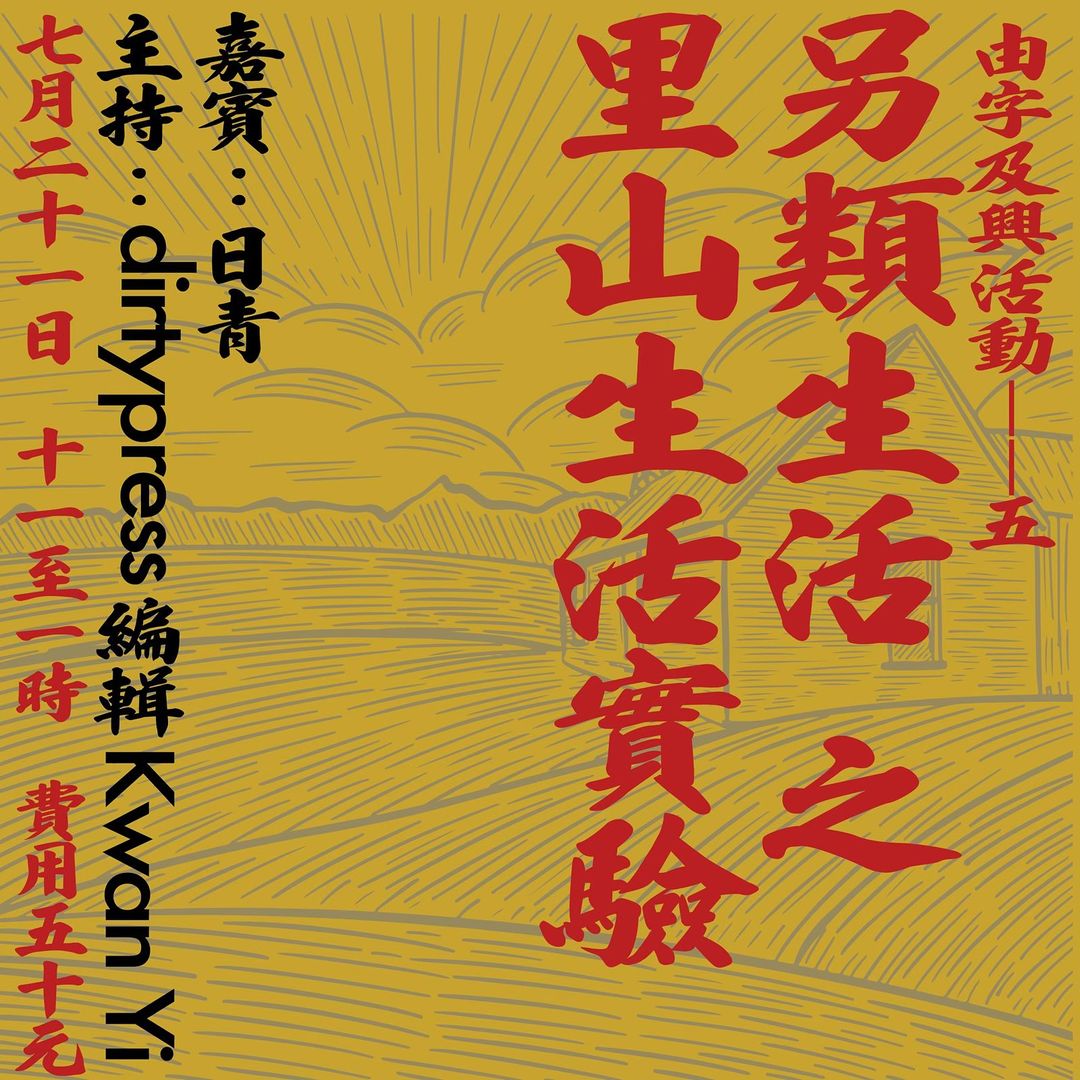 由字及興活動——五
另類生活 之
里山生活實驗
嘉賓：日青
主持：dirtypress 編輯 Kwan Yi
七月二十一日 十一至一時 費用五十元